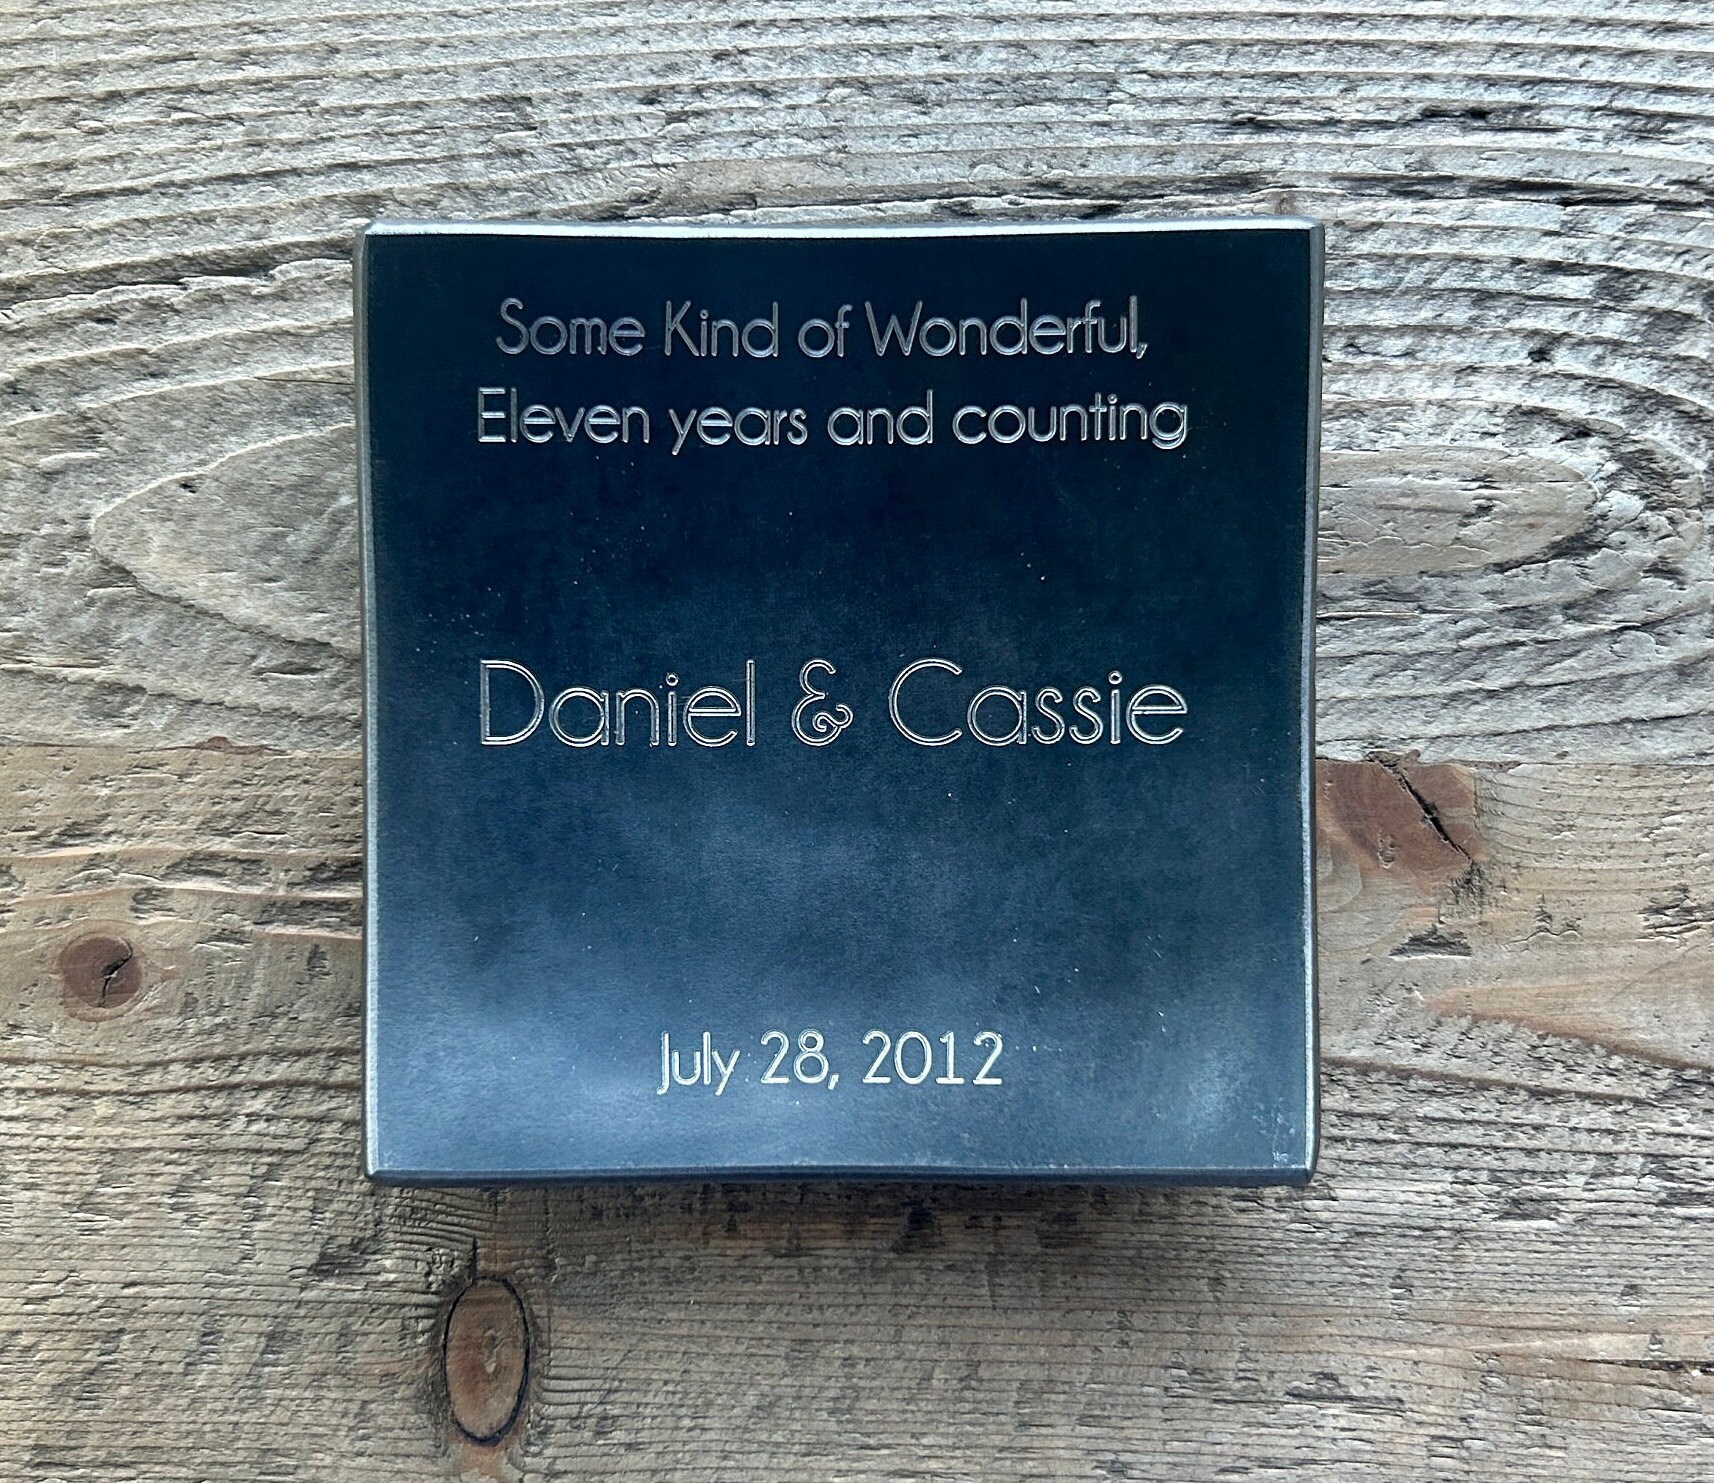 Some Kind of Wonderful,
Eleven years and counting
Daniel & Cassie
July 28, 2012